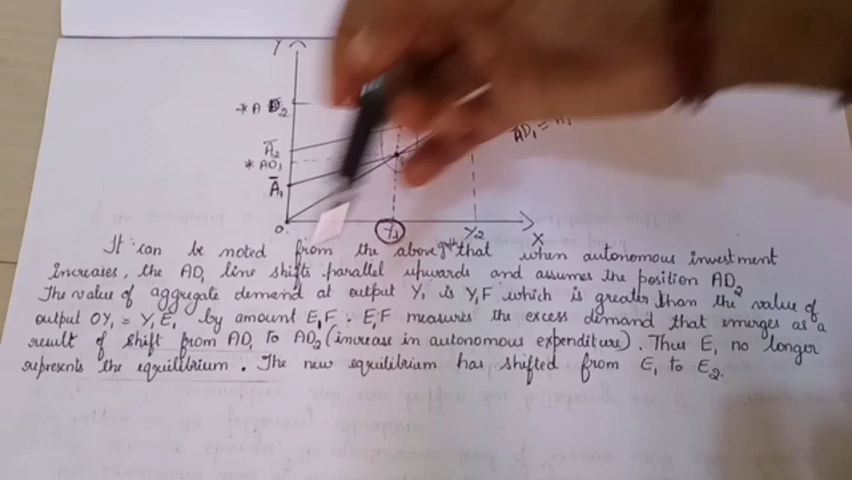 Y
*AD2
Ā2
*AD1
Ā1
AD1 =
O
Y1
Y2
X
It can be noted from the above gph that when autonomous investment
increases, the AD1 line shifts parallel upwards and assumes the position AD2
The value of aggregate demand at output Y1 is Y1F which is greater than the value of
output OY1 = Y1E1 by amount E1F. E1F measures the excess demand that emerges as a
result of shift from AD1 to AD2 (increase in autonomous expenditure). Thus E1 no longer
represents the equilibrium. The new equilibrium has shifted from E1 to E2.